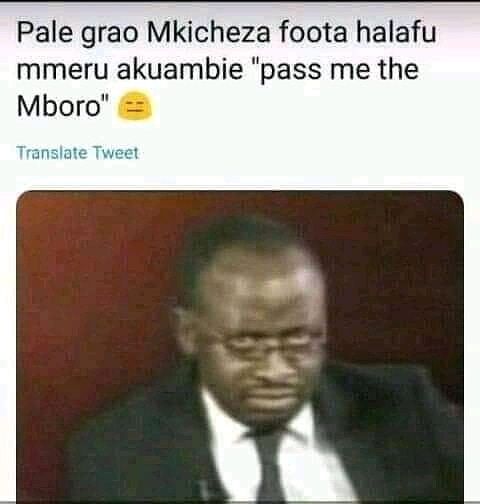 Pale grao Mkicheza foota halafu
mmeru akuambie "pass me the
Mboro" 😑
Translate Tweet